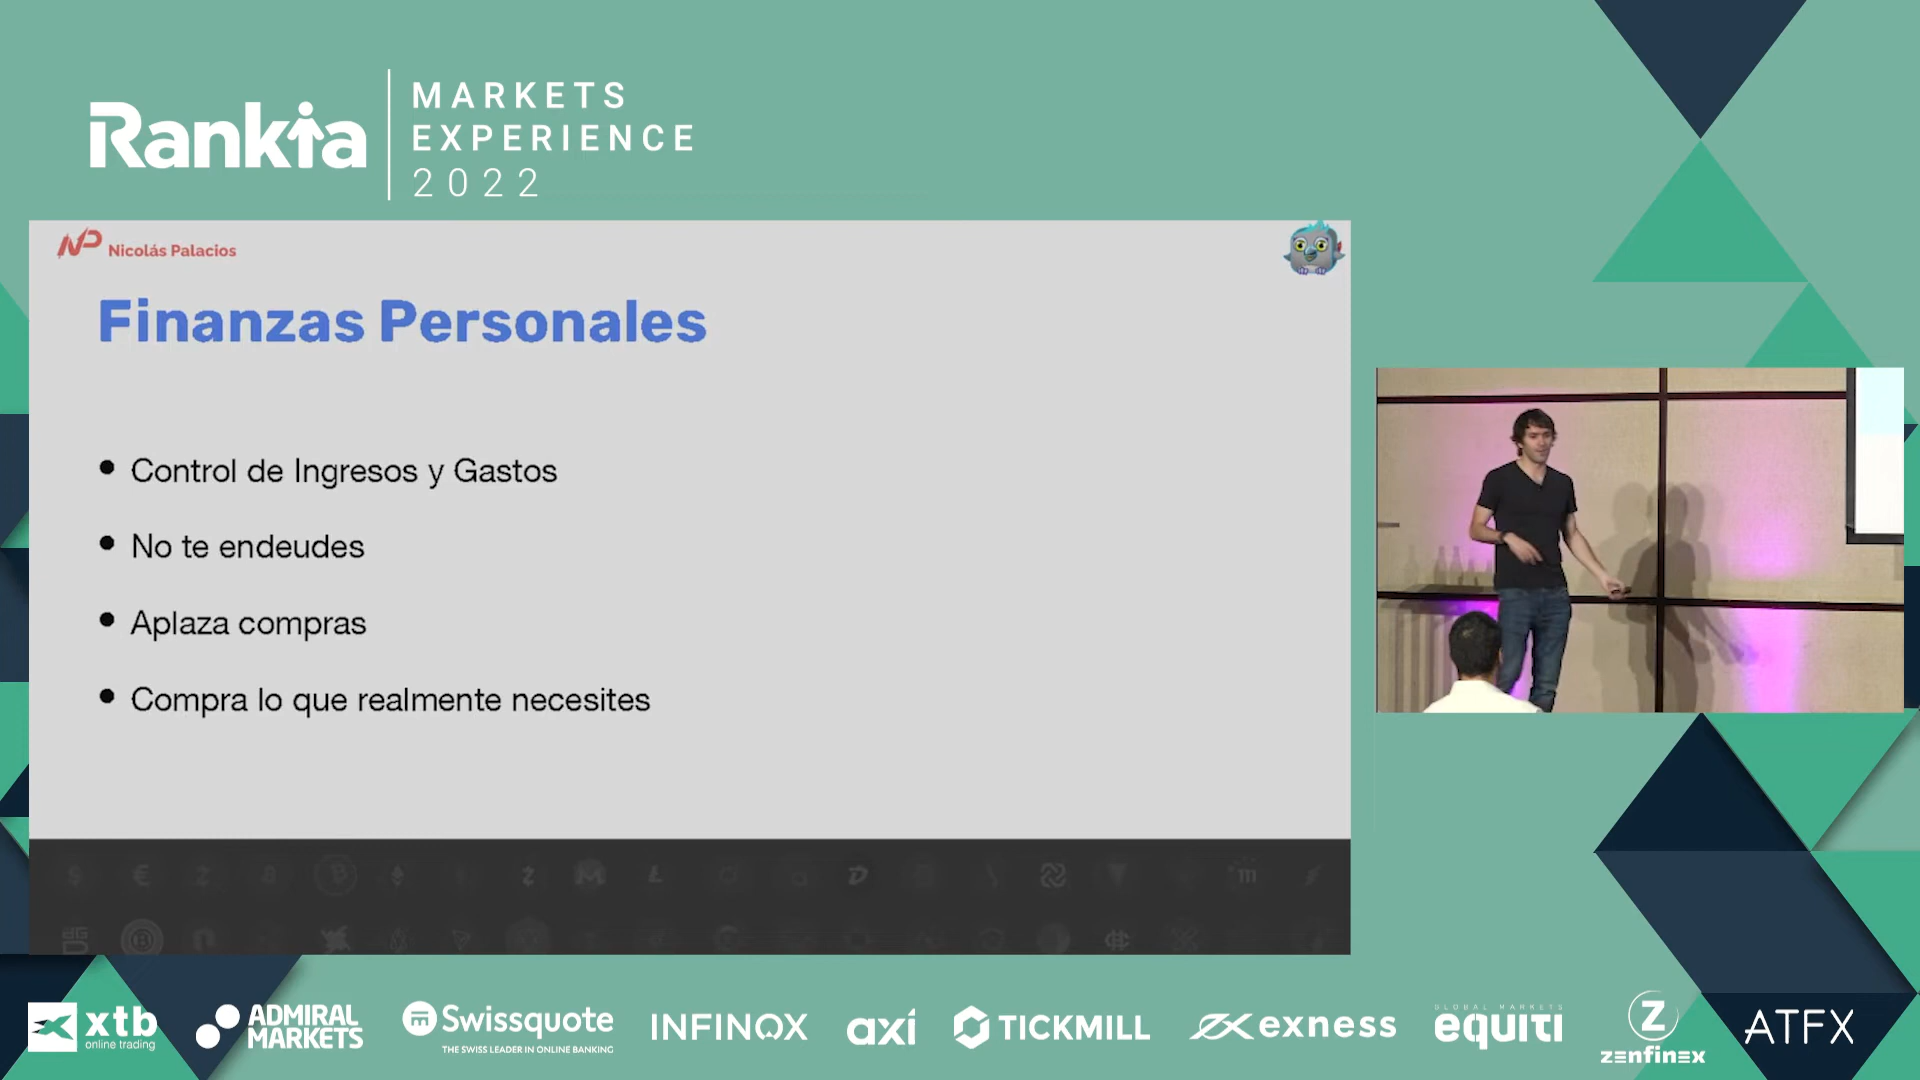 Rankia
MARKETS
EXPERIENCE
2022
NP Nicolás Palacios
Finanzas Personales
• Control de Ingresos y Gastos
• No te endeudes
• Aplaza compras
• Compra lo que realmente necesites
xtb
online trading
ADMIRAL
MARKETS
Swissquote
THE SWISS LEADER IN ONLINE BANKING
INFINOX
axi
TICKMILL
exness
GLOBAL MARKETS
equiti
Z
zenfinex
ATFX